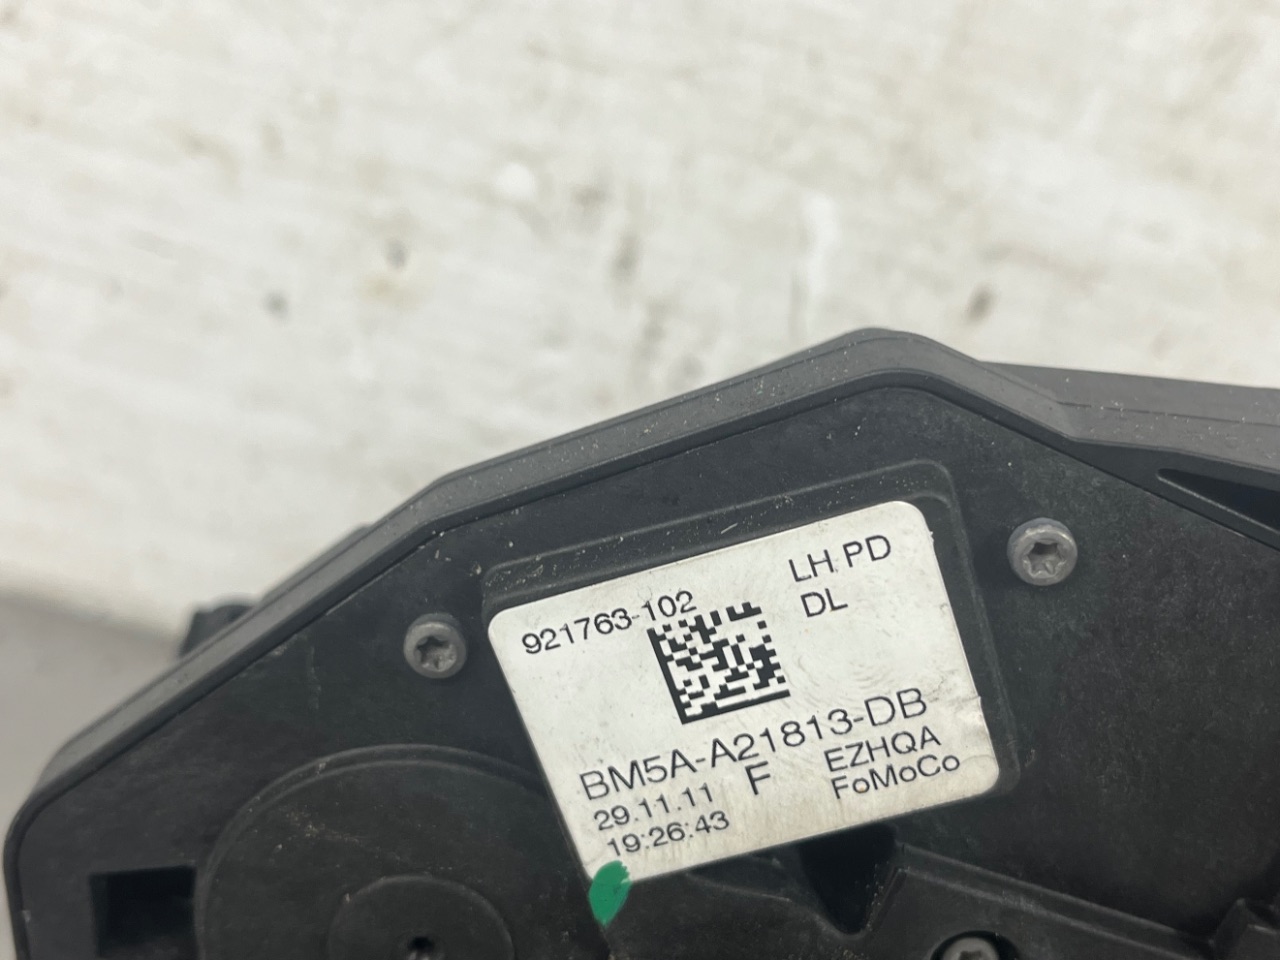 921763-102
LH PD
DL
BM5A-A21813-DB
29.11.11 F EZHQA
19:26:43 FoMoCo